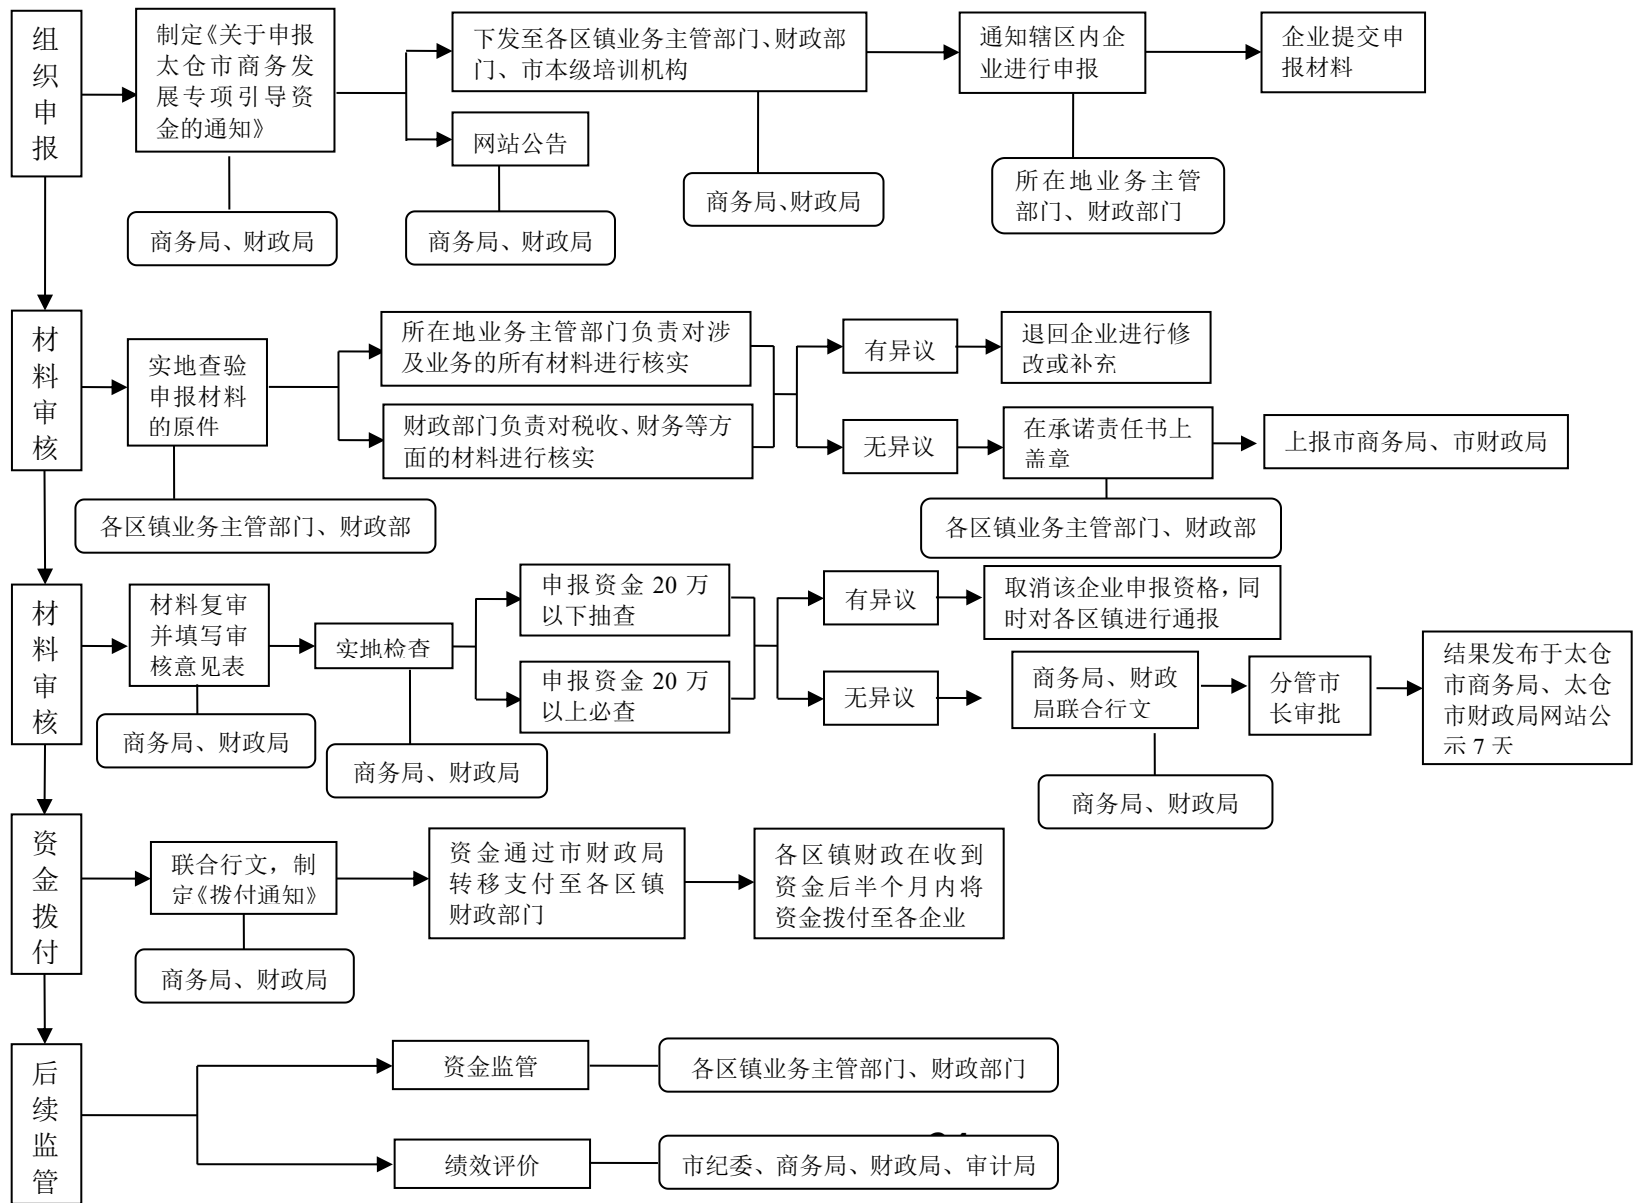 组
织
申
报
制定《关于申报
太仓市商务发
展专项引导资
金的通知》
商务局、财政局
下发至各区镇业务主管部门、财政部
门、市本级培训机构
网站公告
商务局、财政局
商务局、财政局
通知辖区内企
业进行申报
所在地业务主管
部门、财政部门
企业提交申
报材料
材
料
审
核
实地查验
申报材料
的原件
各区镇业务主管部门、财政部
所在地业务主管部门负责对涉
及业务的所有材料进行核实
财政部门负责对税收、财务等方
面的材料进行核实
有异议
退回企业进行修
改或补充
无异议
在承诺责任书上
盖章
各区镇业务主管部门、财政部
上报市商务局、市财政局
材
料
审
核
材料复审
并填写审
核意见表
商务局、财政局
实地检查
商务局、财政局
申报资金 20 万
以下抽查
申报资金 20 万
以上必查
有异议
取消该企业申报资格，同
时对各区镇进行通报
无异议
商务局、财政
局联合行文
商务局、财政局
分管市
长审批
结果发布于太仓
市商务局、太仓
市财政局网站公
示 7 天
资
金
拨
付
联合行文，制
定《拨付通知》
商务局、财政局
资金通过市财政局
转移支付至各区镇
财政部门
各区镇财政在收到
资金后半个月内将
资金拨付至各企业
后
续
监
管
资金监管
各区镇业务主管部门、财政部门
绩效评价
市纪委、商务局、财政局、审计局